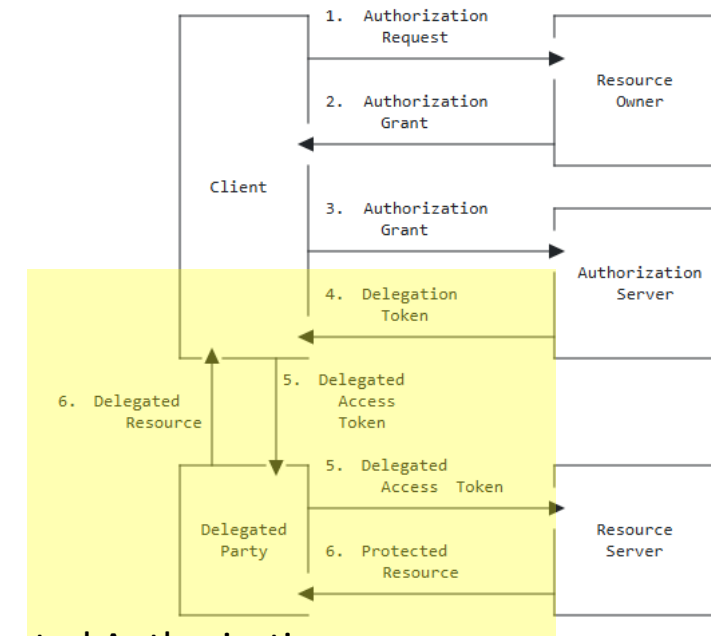 1. Authorization
Request
Resource
Owner
2. Authorization
Grant
Client
3. Authorization
Grant
Authorization
Server
4. Delegation
Token
5. Delegated
Access
Token
6. Delegated
Resource
5. Delegated
Access Token
Delegated
Party
Resource
Server
6. Protected
Resource